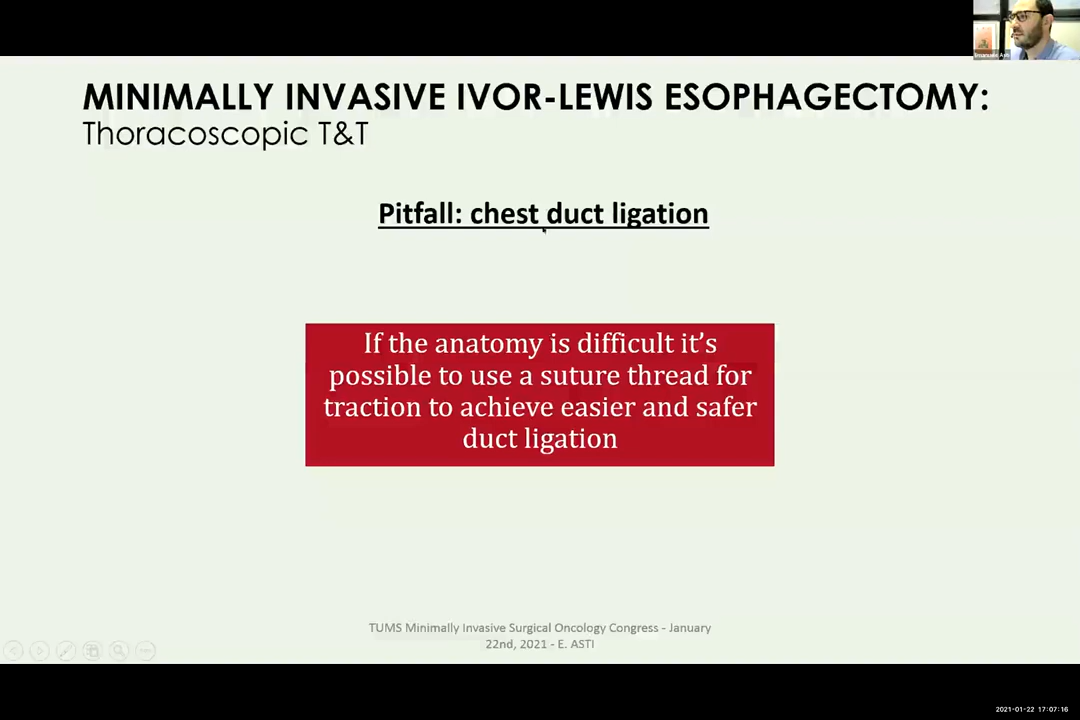 Emanuele Asti
MINIMALLY INVASIVE IVOR-LEWIS ESOPHAGECTOMY:
Thoracoscopic T&T
Pitfall: chest duct ligation
If the anatomy is difficult it's
possible to use a suture thread for
traction to achieve easier and safer
duct ligation
TUMS Minimally Invasive Surgical Oncology Congress - January
22nd, 2021 - E. ASTI
2021-01-22 17:07:16